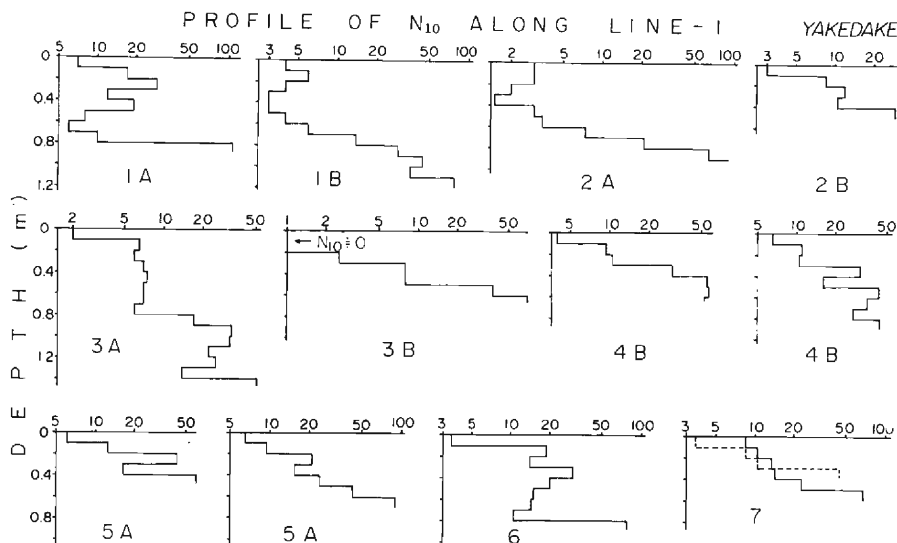 PROFILE OF N10 ALONG LINE-1 YAKEDAKE
5 10 20 50 100
3 5 10 20 50 100
2 5 10 20 50 100
3 5 10 20
0
0.4
0.8
1.2
1A
1B
2A
2B
DEPTH (m)
2 5 10 20 50
1 2 5 10 20 50
5 10 20 50
5 10 20 50
0
0.4
0.8
1.2
← N10≒0
3A
3B
4B
4B
5 10 20 50
5 10 20 50 100
3 5 10 20 50
3 5 10 20 50 100
0
0.4
0.8
5A
5A
6
7